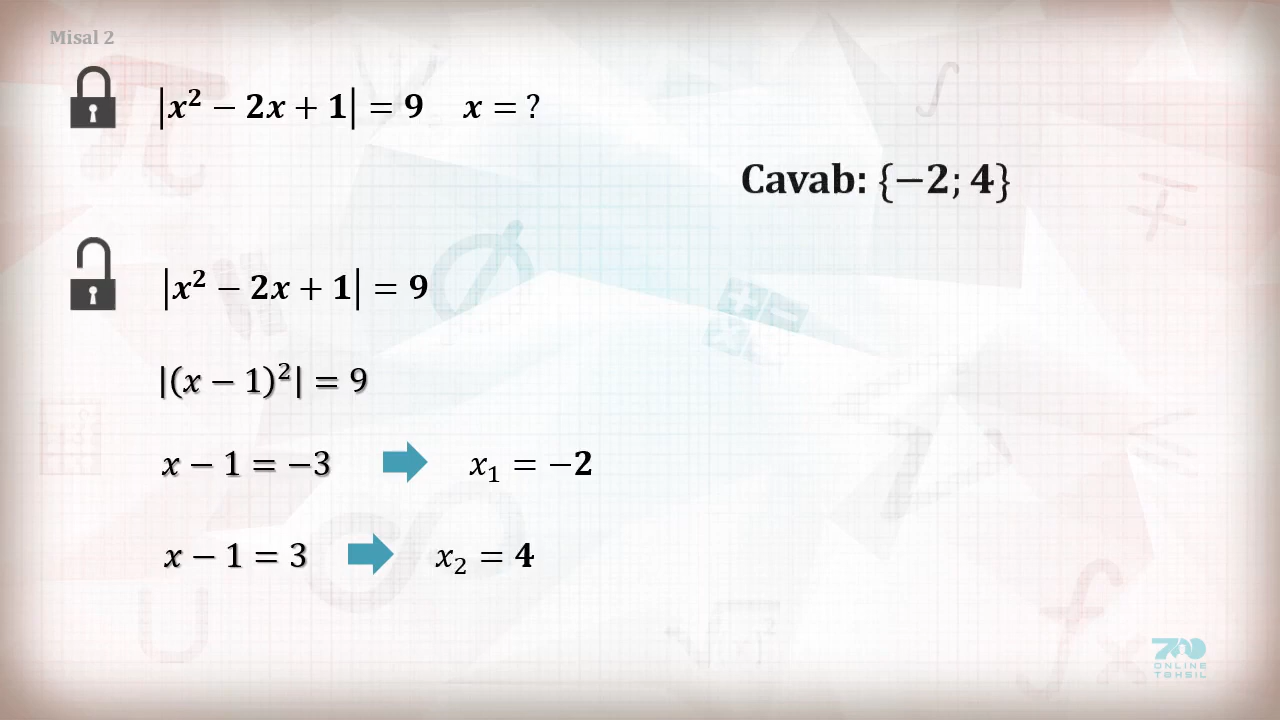 Misal 2
|x² − 2x + 1| = 9 x = ?
Cavab: {−2; 4}
|x² − 2x + 1| = 9
|(x − 1)²| = 9
x − 1 = −3 x₁ = −2
x − 1 = 3 x₂ = 4
700
ONLINE
TƏHSİL